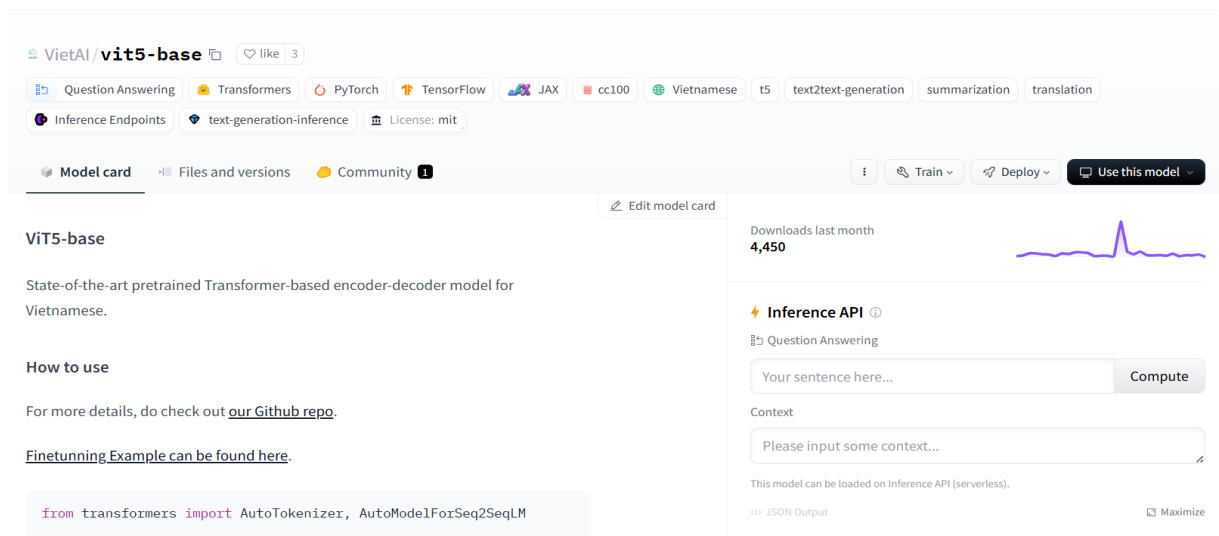 VietAI/vit5-base like 3
Question Answering Transformers PyTorch TensorFlow JAX cc100 Vietnamese t5 text2text-generation summarization translation
Inference Endpoints text-generation-inference License: mit
Model card Files and versions Community 1 Train Deploy Use this model
Edit model card
ViT5-base
State-of-the-art pretrained Transformer-based encoder-decoder model for
Vietnamese.
How to use
For more details, do check out our Github repo.
Finetunning Example can be found here.
from transformers import AutoTokenizer, AutoModelForSeq2SeqLM
Downloads last month
4,450
Inference API
Question Answering
Your sentence here... Compute
Context
Please input some context...
This model can be loaded on Inference API (serverless).
</> JSON Output Maximize